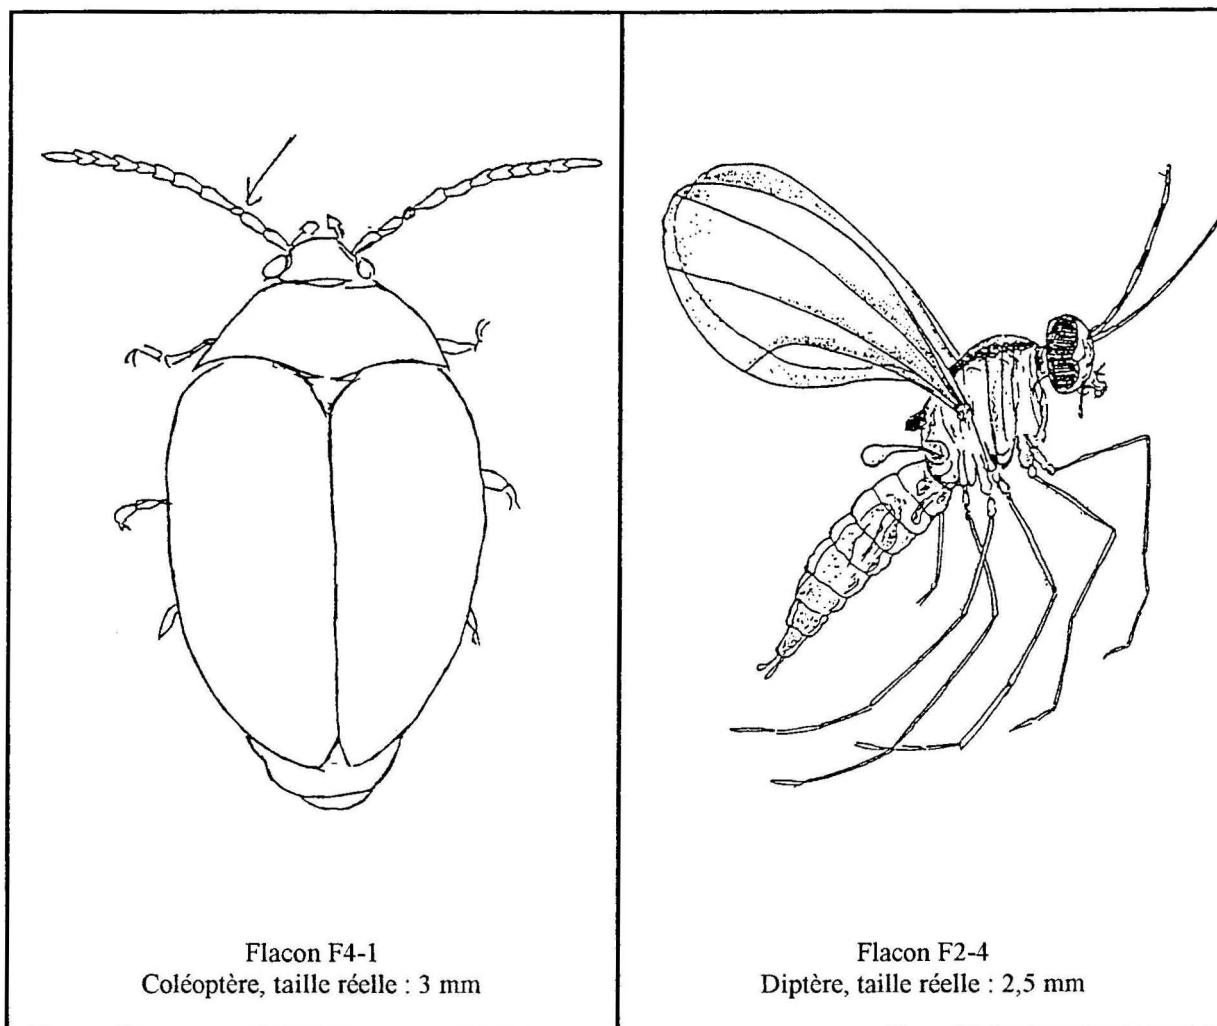 Flacon F4-1
Coléoptère, taille réelle : 3 mm
Flacon F2-4
Diptère, taille réelle : 2,5 mm